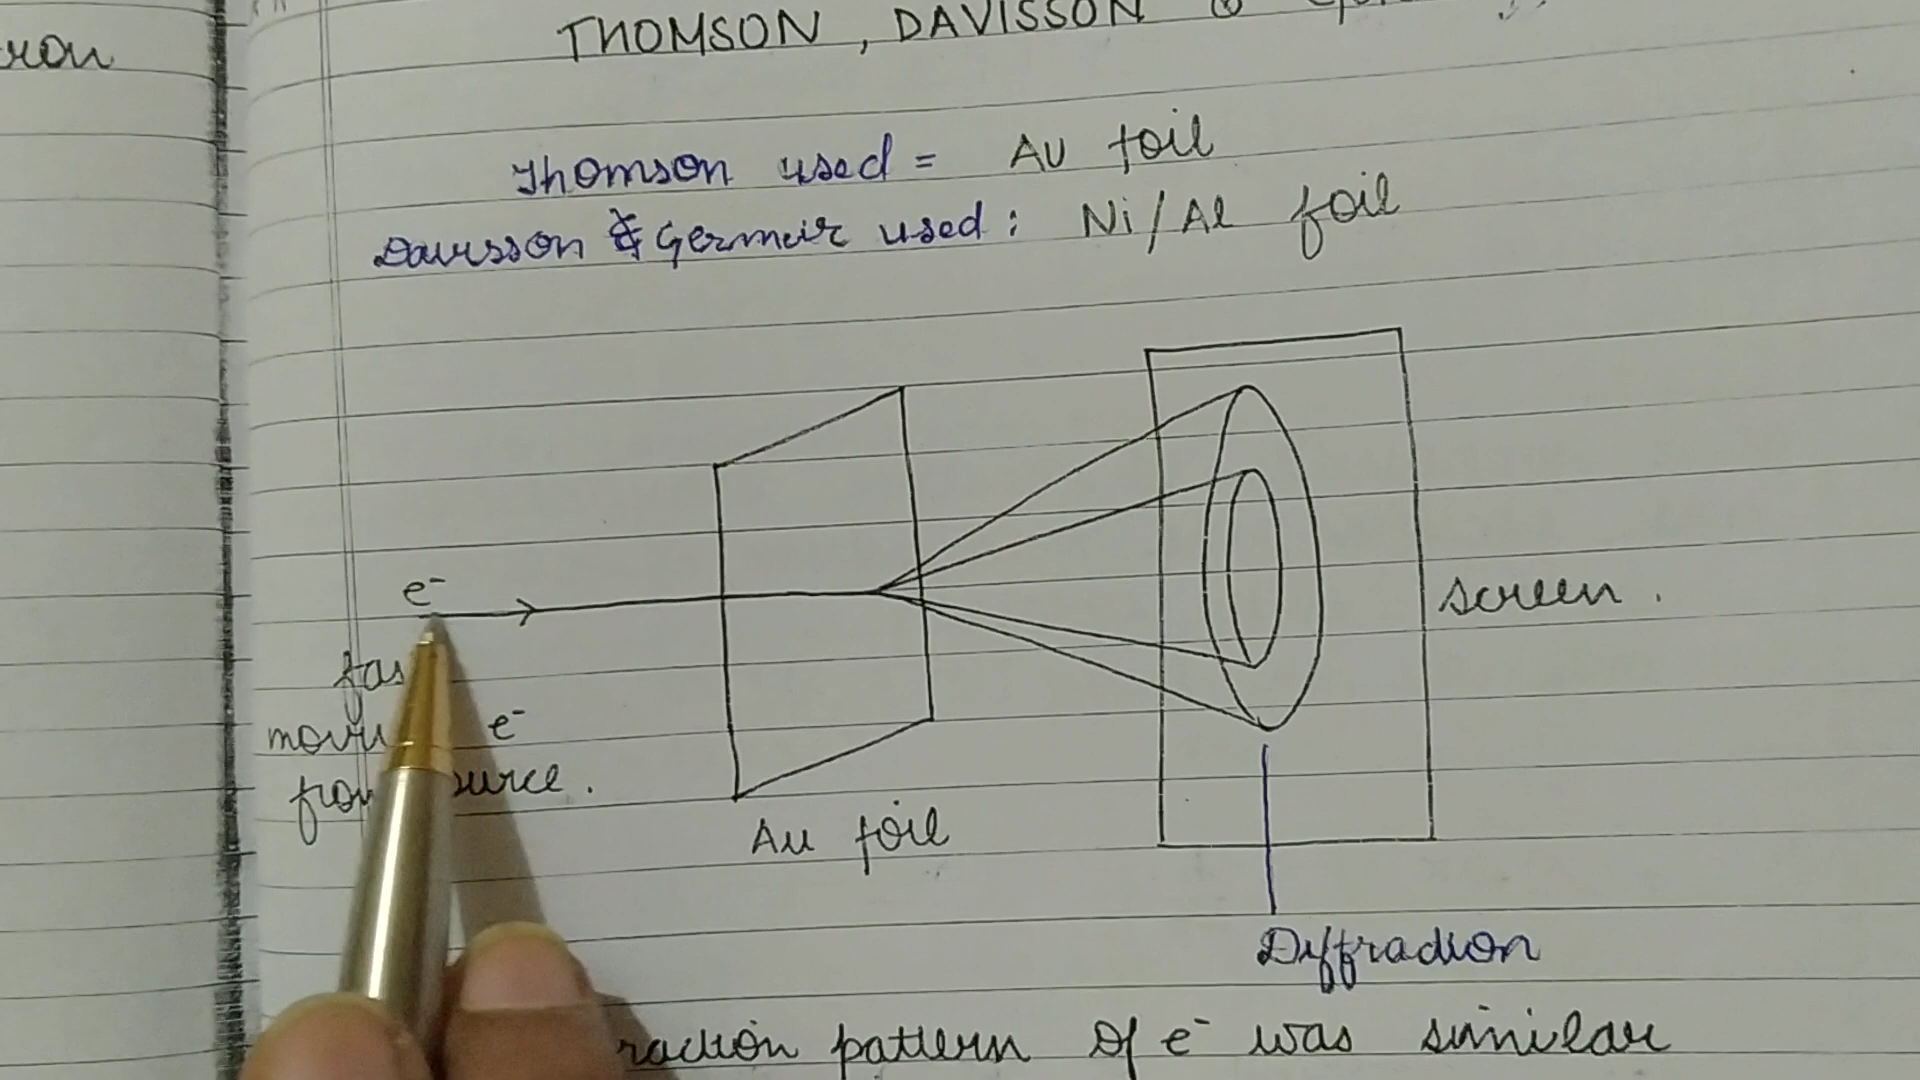 ron
THOMSON, DAVISSON &
Thomson used = Au foil
Davisson & Germeir used: Ni/Al foil
e⁻
screen.
e⁻
Au foil
Diffraction
pattern of e⁻ was similar